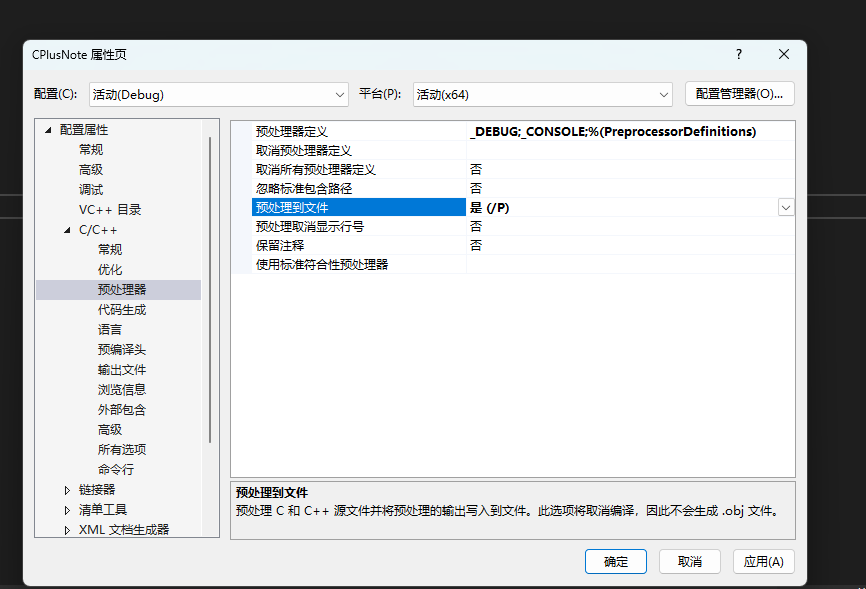 CPlusNote 属性页
?
配置(C): 活动(Debug) 平台(P): 活动(x64) 配置管理器(O)...
配置属性
常规
高级
调试
VC++ 目录
C/C++
常规
优化
预处理器
代码生成
语言
预编译头
输出文件
浏览信息
外部包含
高级
所有选项
命令行
链接器
清单工具
XML 文档生成器
预处理器定义 _DEBUG;_CONSOLE;%(PreprocessorDefinitions)
取消预处理器定义
取消所有预处理器定义 否
忽略标准包含路径 否
预处理到文件 是 (/P)
预处理取消显示行号 否
保留注释 否
使用标准符合性预处理器
预处理到文件
预处理 C 和 C++ 源文件并将预处理的输出写入到文件。此选项将取消编译，因此不会生成 .obj 文件。
确定 取消 应用(A)